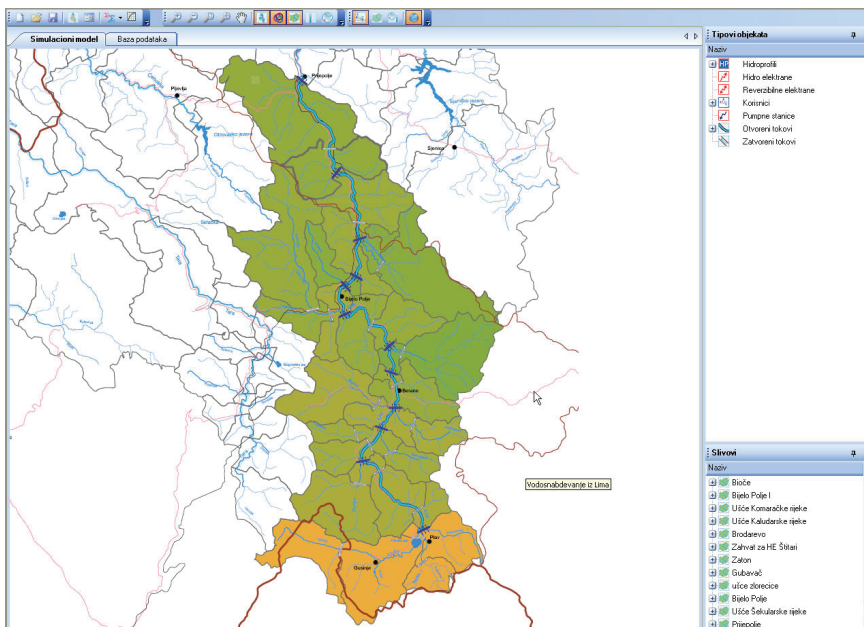 Simulacioni model
Baza podataka
Tipovi objekata
Naziv
HP Hidroprofili
Hidro elektrane
Reverzibilne elektrane
Korisnici
Pumpne stanice
Otvoreni tokovi
Zatvoreni tokovi
Prijepolje
Pljevlja
Sjenica
Bijelo Polje
Berane
Vodosnabdevanje iz Lima
Plav
Gusinje
Slivovi
Naziv
Bioče
Bijelo Polje I
Ušće Komaračke rijeke
Ušće Kaludarske rijeke
Brodarevo
Zahvat za HE Štitari
Zaton
Gubavač
ušce zlorecice
Bijelo Polje
Ušće Šekularske rijeke
Prijepolje